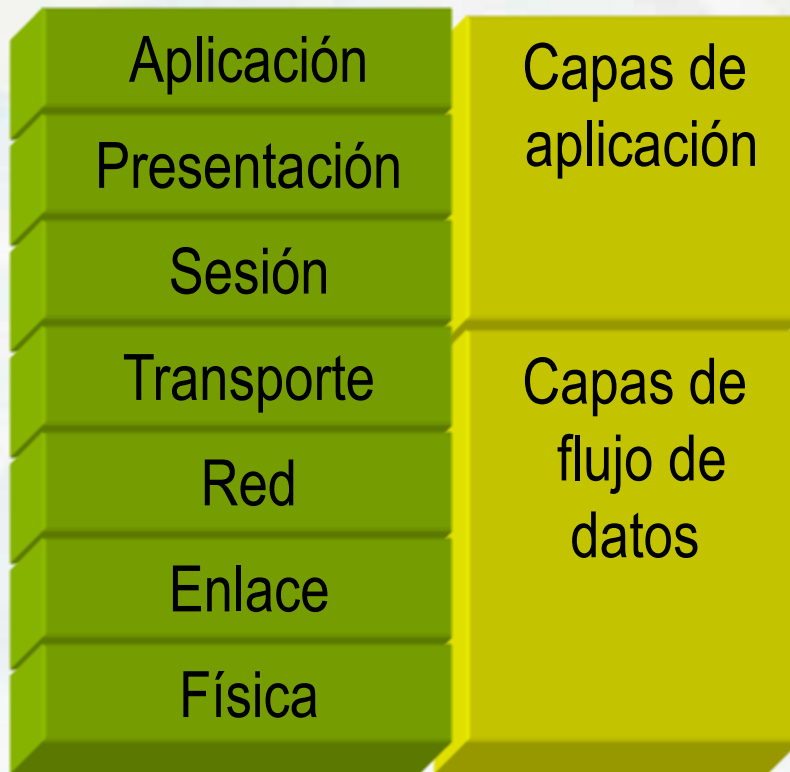 Aplicación
Presentación
Sesión
Transporte
Red
Enlace
Física
Capas de
aplicación
Capas de
flujo de
datos